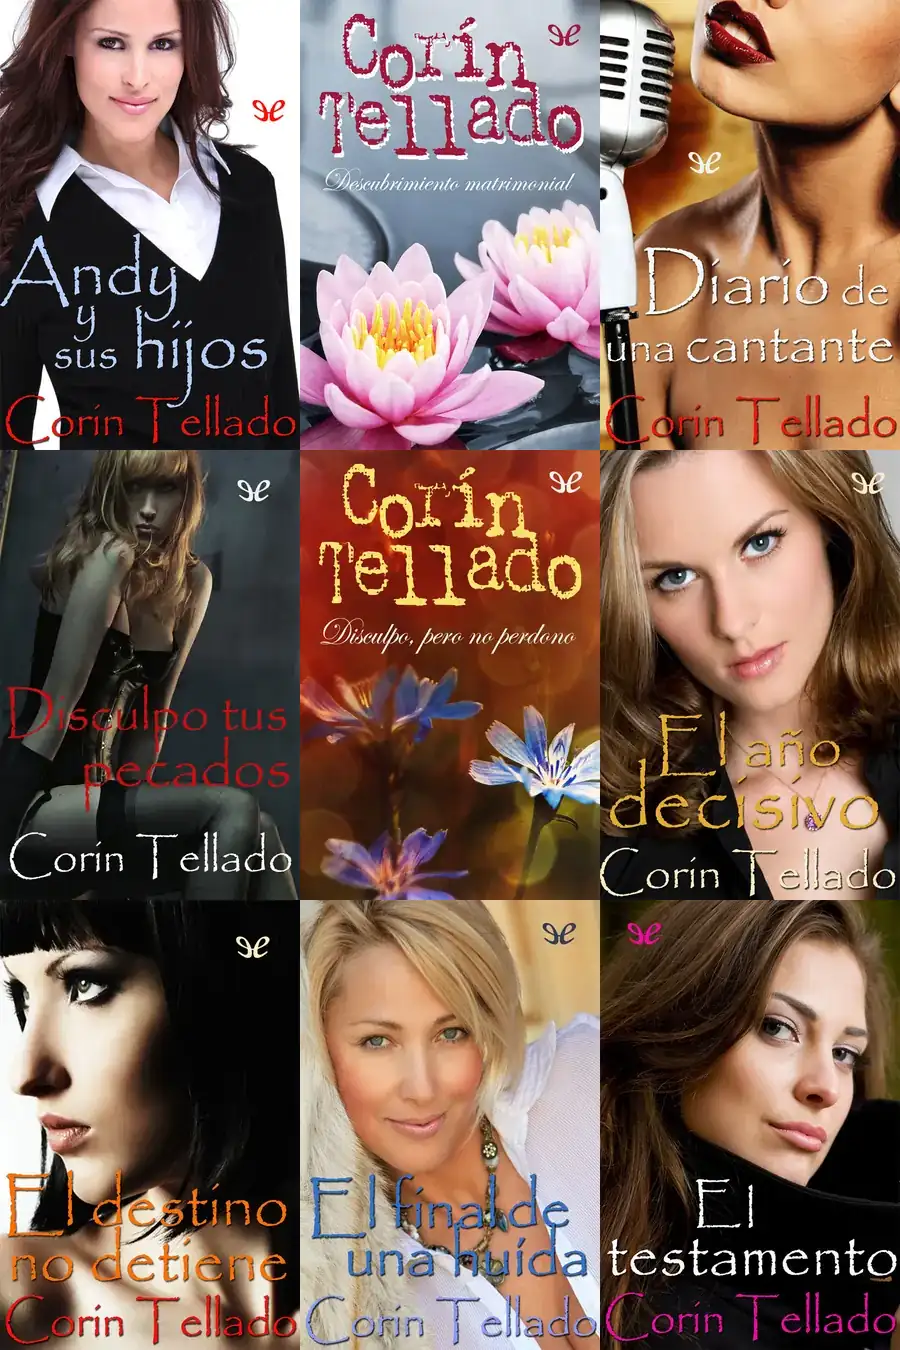 Andy
y
sus hijos
Corín Tellado
Corín
Tellado
Descubrimiento matrimonial
Diario de
una cantante
Corín Tellado
Disculpo tus
pecados
Corín Tellado
Corín
Tellado
Disculpo, pero no perdono
El año
decisivo
Corín Tellado
El destino
no detiene
Corín Tellado
El final de
una huída
Corín Tellado
El
testamento
Corín Tellado